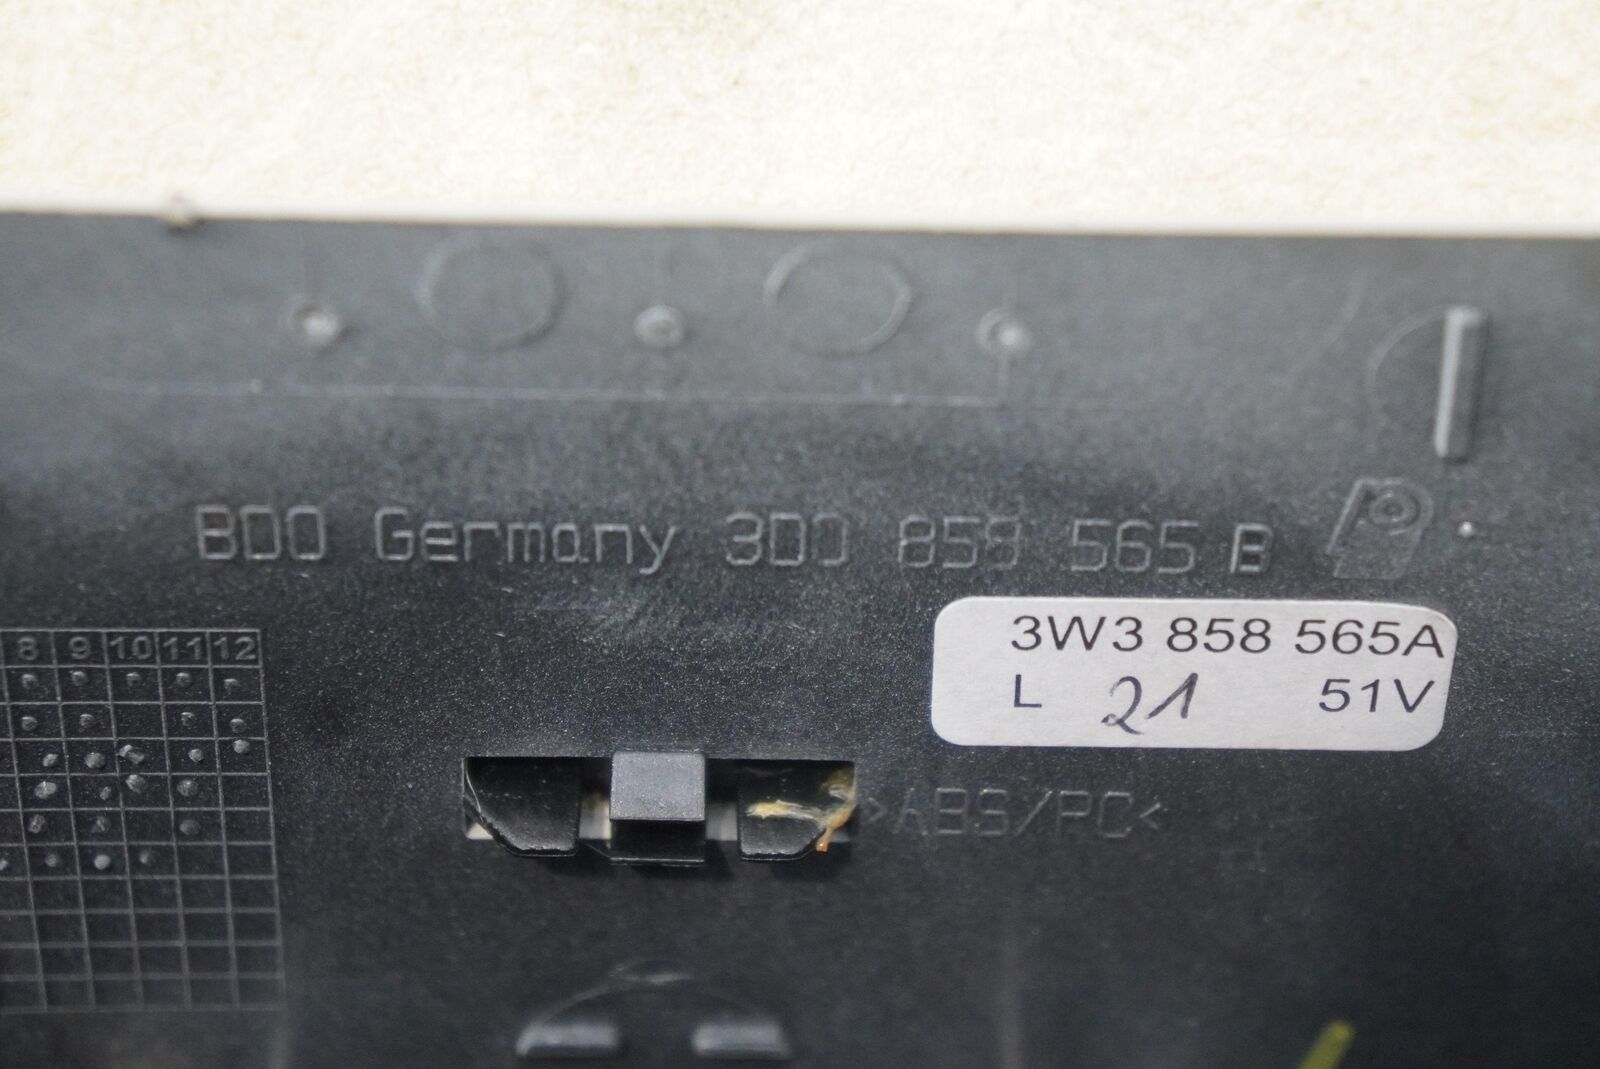 BDO Germany 3D0 858 565 B
3W3 858 565A
L 21 51V
8 9 10 11 12
>ABS/PC<